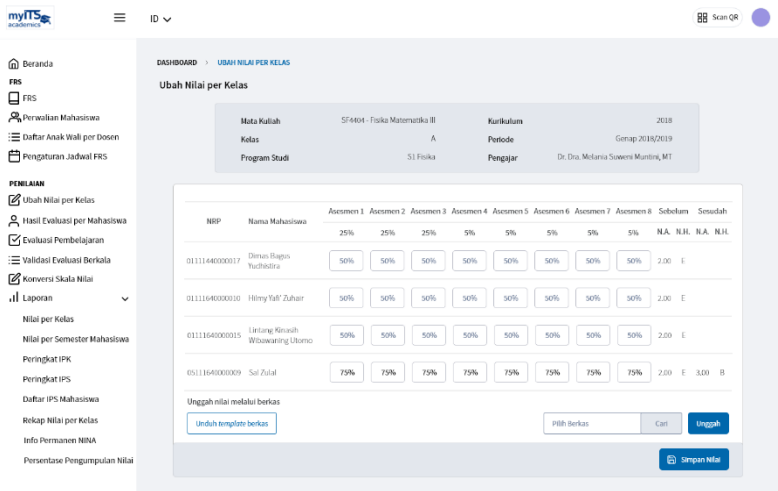 myITS
academics
ID
Scan QR
Beranda
FRS
FRS
Perwalian Mahasiswa
Daftar Anak Wali per Dosen
Pengaturan Jadwal FRS
PENILAIAN
Ubah Nilai per Kelas
Hasil Evaluasi per Mahasiswa
Evaluasi Pembelajaran
Validasi Evaluasi Berkala
Konversi Skala Nilai
Laporan
Nilai per Kelas
Nilai per Semester Mahasiswa
Peringkat IPK
Peringkat IPS
Daftar IPS Mahasiswa
Rekap Nilai per Kelas
Info Permanen NINA
Persentase Pengumpulan Nilai
DASHBOARD > UBAH NILAI PER KELAS
Ubah Nilai per Kelas
Mata Kuliah SF4404 - Fisika Matematika III Kurikulum 2018
Kelas A Periode Genap 2018/2019
Program Studi S1 Fisika Pengajar Dr. Dra. Melania Suweni Muntini, MT
NRP Nama Mahasiswa Asesmen 1 Asesmen 2 Asesmen 3 Asesmen 4 Asesmen 5 Asesmen 6 Asesmen 7 Asesmen 8 Sebelum Sesudah
25% 25% 25% 5% 5% 5% 5% 5% N.A. N.H. N.A. N.H.
01111440000017 Denas Bagus Yudhistira 50% 50% 50% 50% 50% 50% 50% 50% 2.00 E
01111640000010 Hilmy Yafi' Zuhair 50% 50% 50% 50% 50% 50% 50% 50% 2.00 E
01111640000015 Lintang Kinasih Wibawaning Utomo 50% 50% 50% 50% 50% 50% 50% 50% 2.00 E
05111640000009 Sal Zulal 75% 75% 75% 75% 75% 75% 75% 75% 2,00 E 3,00 B
Unggah nilai melalui berkas
Unduh template berkas
Pilih Berkas Cari Unggah
Simpan Nilai